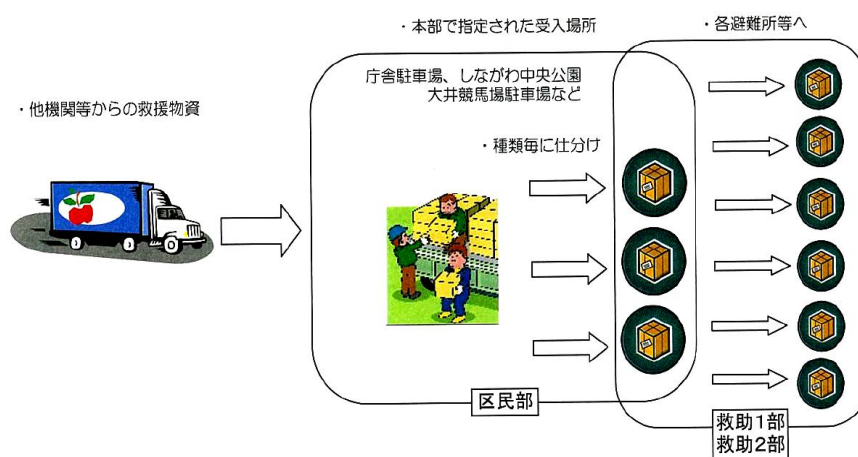 ・本部で指定された受入場所
・各避難所等へ
庁舎駐車場、しながわ中央公園
大井競馬場駐車場など
・他機関等からの救援物資
・種類毎に仕分け
区民部
救助1部
救助2部